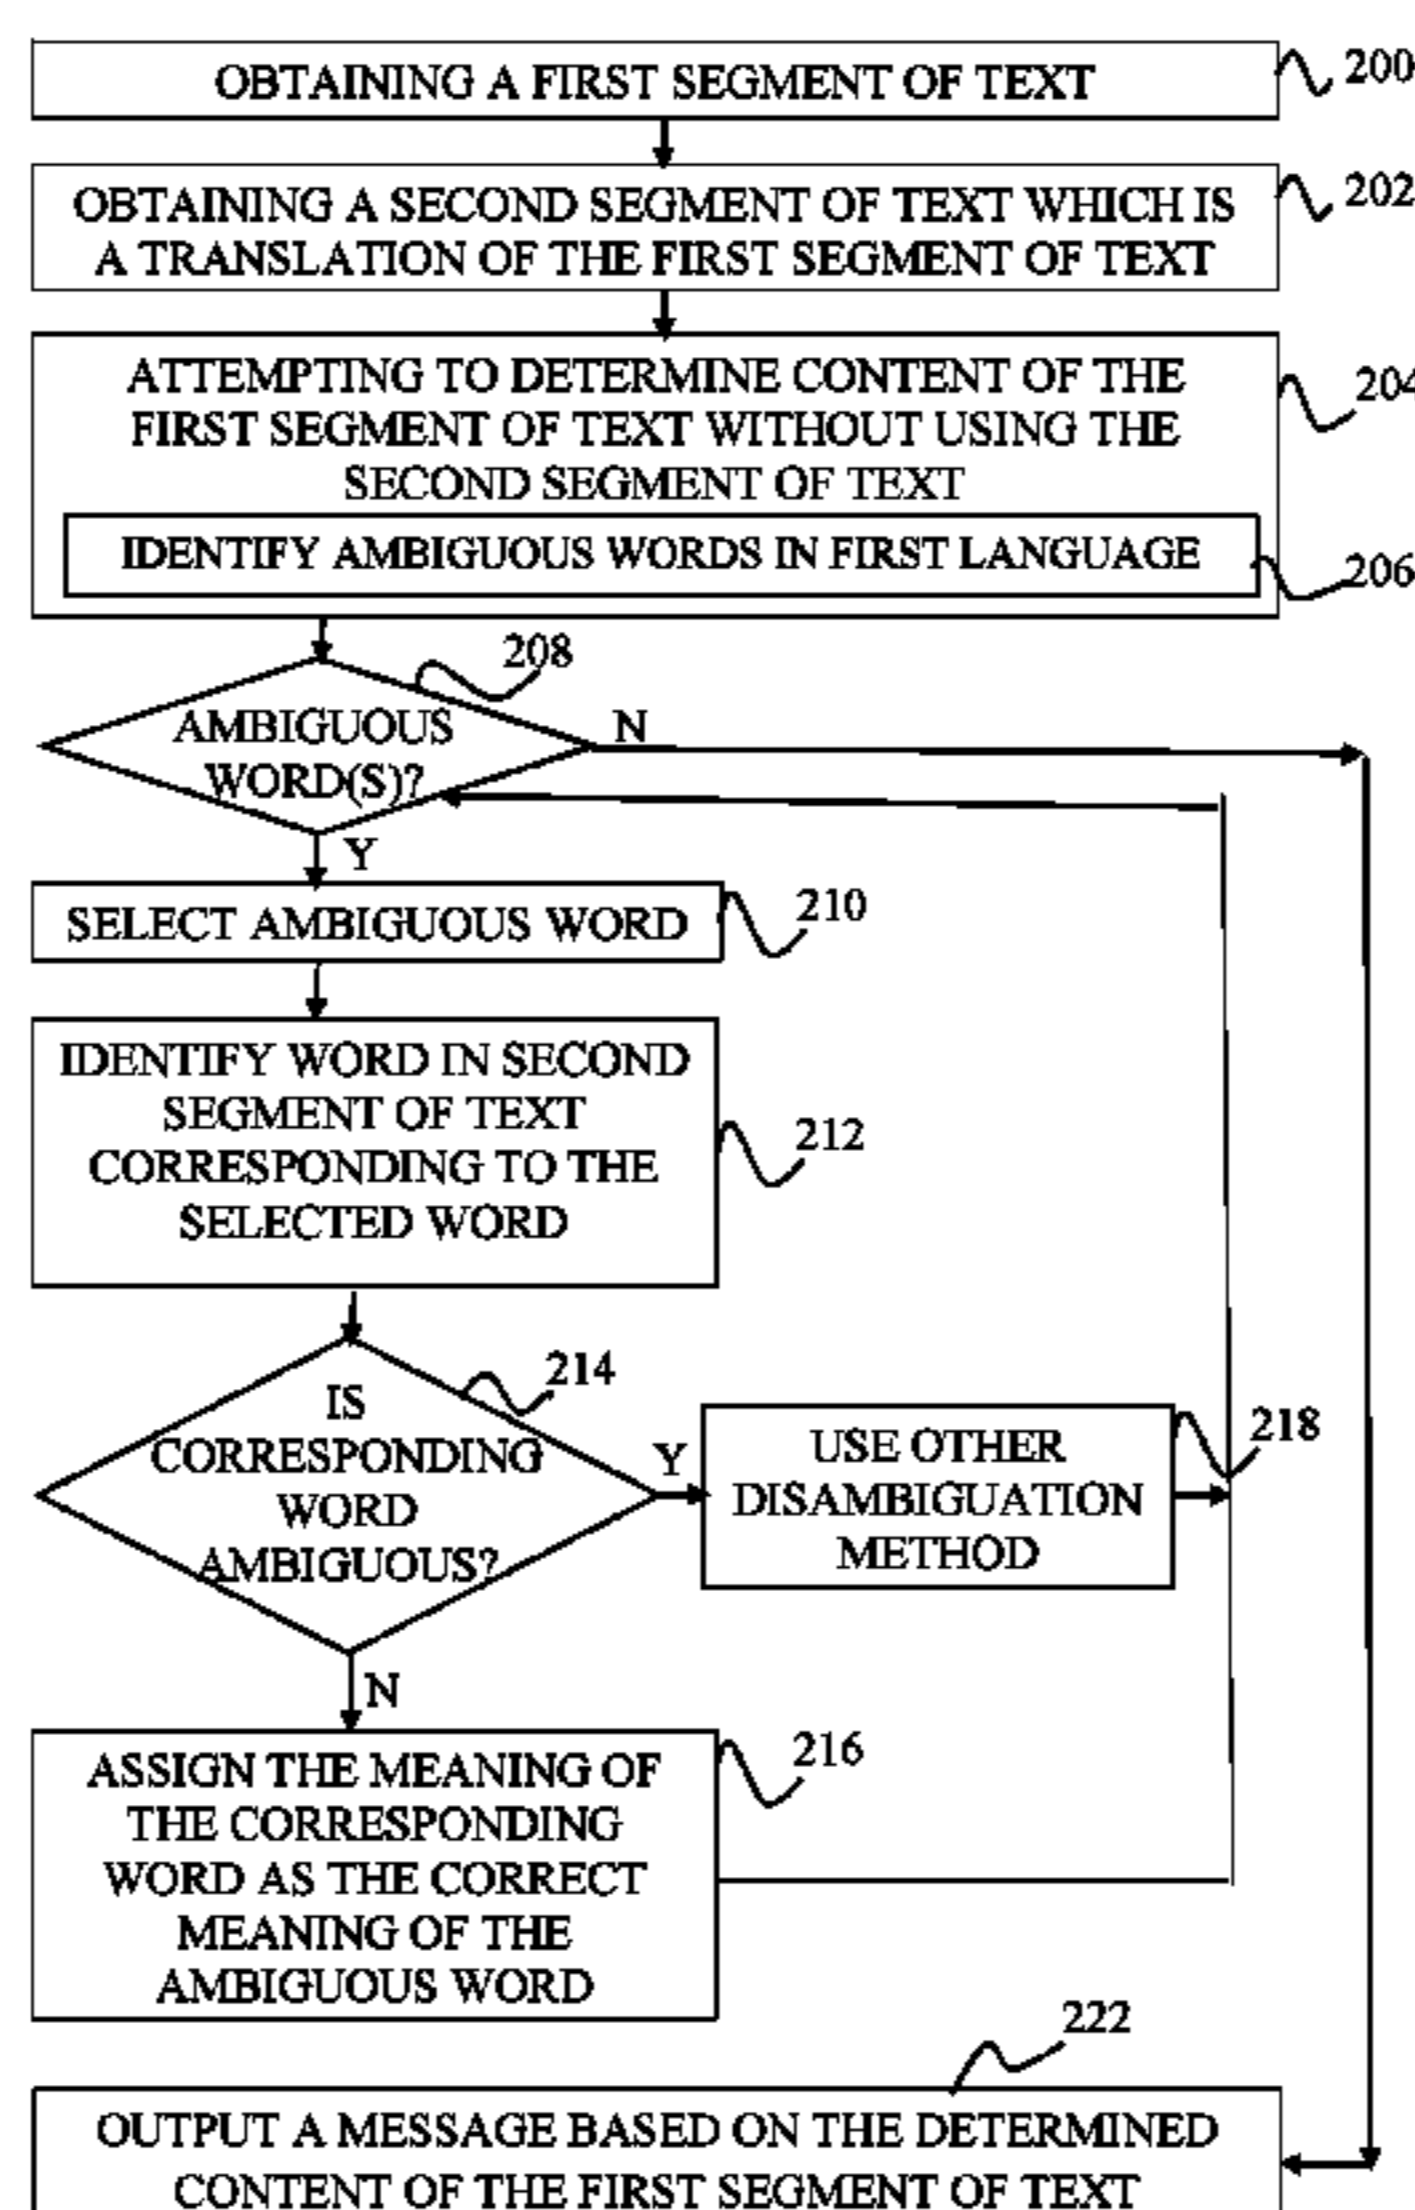 OBTAINING A FIRST SEGMENT OF TEXT
200
OBTAINING A SECOND SEGMENT OF TEXT WHICH IS
A TRANSLATION OF THE FIRST SEGMENT OF TEXT
202
ATTEMPTING TO DETERMINE CONTENT OF THE
FIRST SEGMENT OF TEXT WITHOUT USING THE
SECOND SEGMENT OF TEXT
204
IDENTIFY AMBIGUOUS WORDS IN FIRST LANGUAGE
206
208
AMBIGUOUS
WORD(S)?
N
Y
SELECT AMBIGUOUS WORD
210
IDENTIFY WORD IN SECOND
SEGMENT OF TEXT
CORRESPONDING TO THE
SELECTED WORD
212
214
IS
CORRESPONDING
WORD
AMBIGUOUS?
Y
USE OTHER
DISAMBIGUATION
METHOD
218
N
ASSIGN THE MEANING OF
THE CORRESPONDING
WORD AS THE CORRECT
MEANING OF THE
AMBIGUOUS WORD
216
222
OUTPUT A MESSAGE BASED ON THE DETERMINED
CONTENT OF THE FIRST SEGMENT OF TEXT